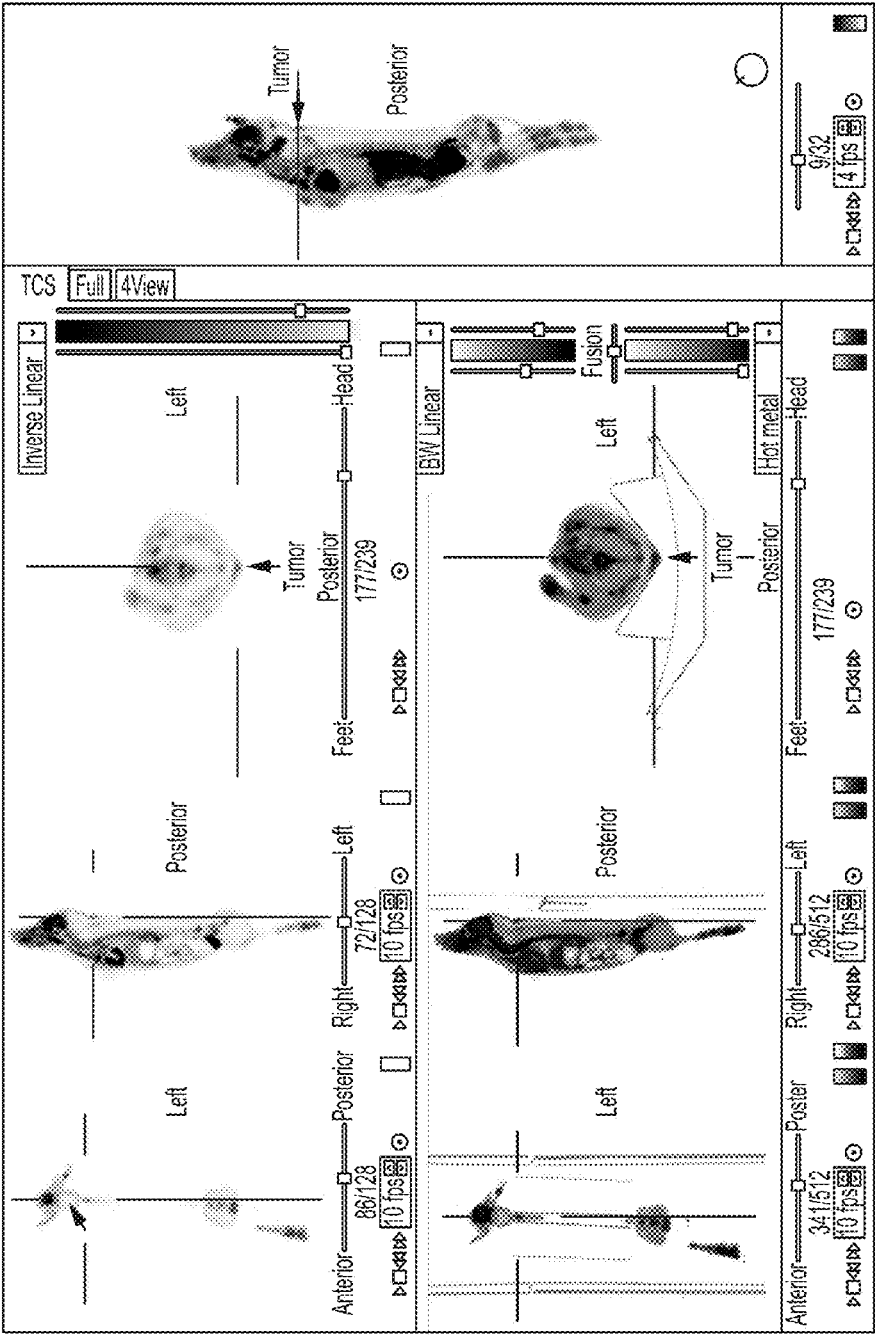 Inverse Linear
TCS
Full
4View
Left
Posterior
Left
Tumor
Posterior
Anterior
Posterior
86/128
10 fps
Right
Left
72/128
10 fps
Feet
Head
177/239
BW Linear
Fusion
Left
Posterior
Left
Tumor
Posterior
Hot metal
Anterior
Poster
341/512
10 fps
Right
Left
286/512
10 fps
Feet
Head
177/239
Tumor
Posterior
9/32
4 fps